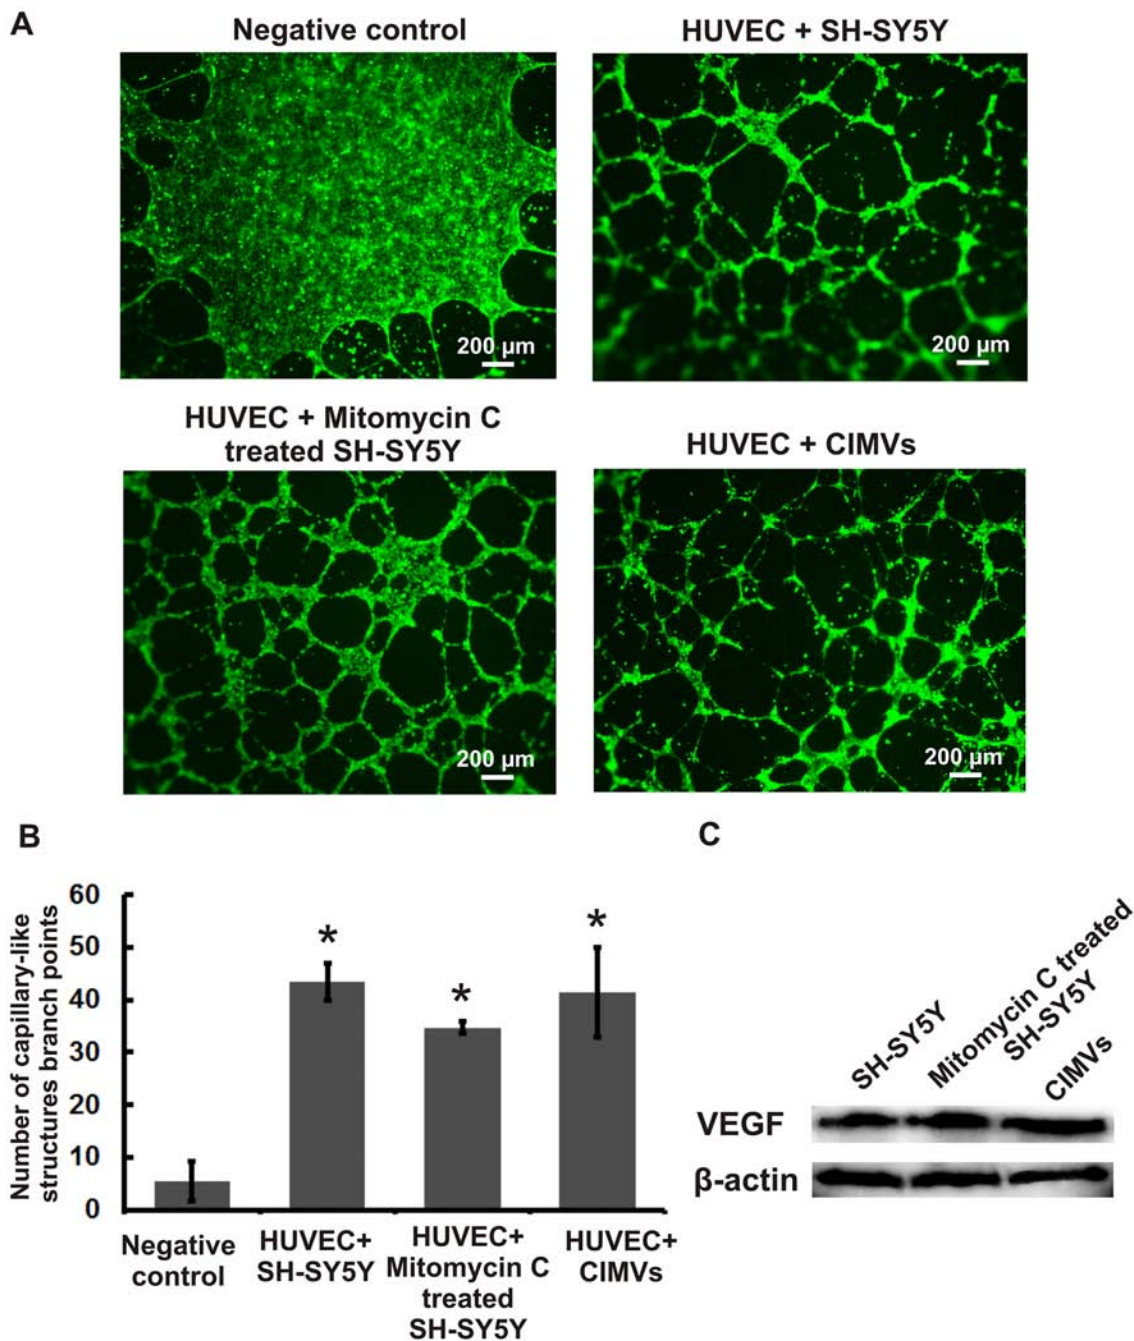 A
Negative control
HUVEC + SH-SY5Y
200 µm
200 µm
HUVEC + Mitomycin C
treated SH-SY5Y
HUVEC + CIMVs
200 µm
200 µm
B
Number of capillary-like
structures branch points
60
50
40
30
20
10
0
*
*
*
Negative
control
HUVEC+
SH-SY5Y
HUVEC+
Mitomycin C
treated
SH-SY5Y
HUVEC+
CIMVs
C
SH-SY5Y
Mitomycin C treated
SH-SY5Y
CIMVs
VEGF
β-actin